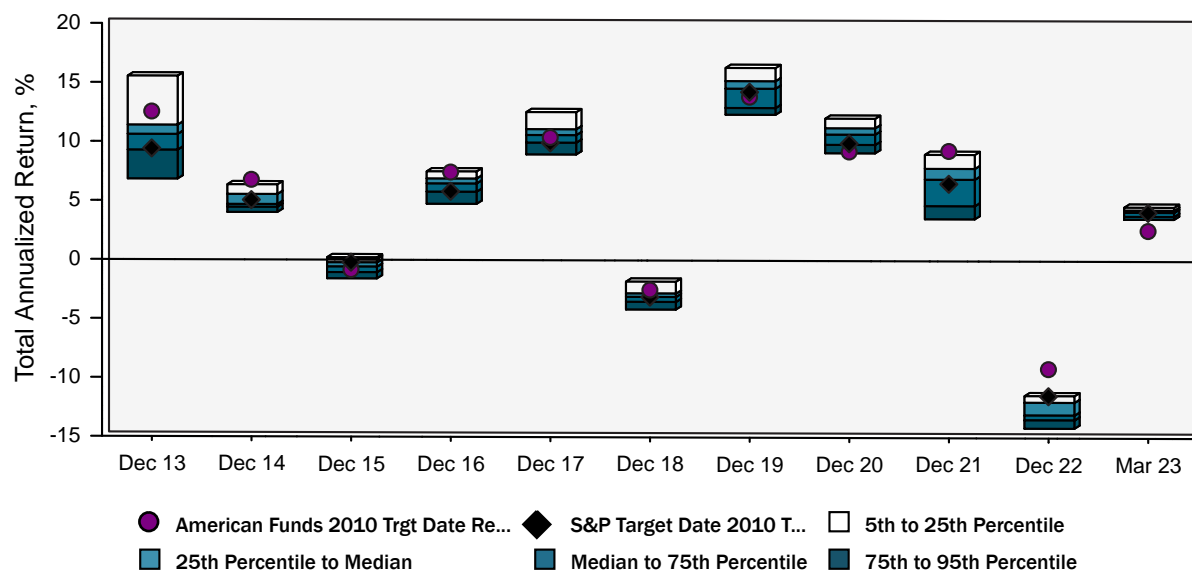 Total Annualized Return, %
20
15
10
5
0
-5
-10
-15
Dec 13 Dec 14 Dec 15 Dec 16 Dec 17 Dec 18 Dec 19 Dec 20 Dec 21 Dec 22 Mar 23
American Funds 2010 Trgt Date Re... S&P Target Date 2010 T... 5th to 25th Percentile
25th Percentile to Median Median to 75th Percentile 75th to 95th Percentile